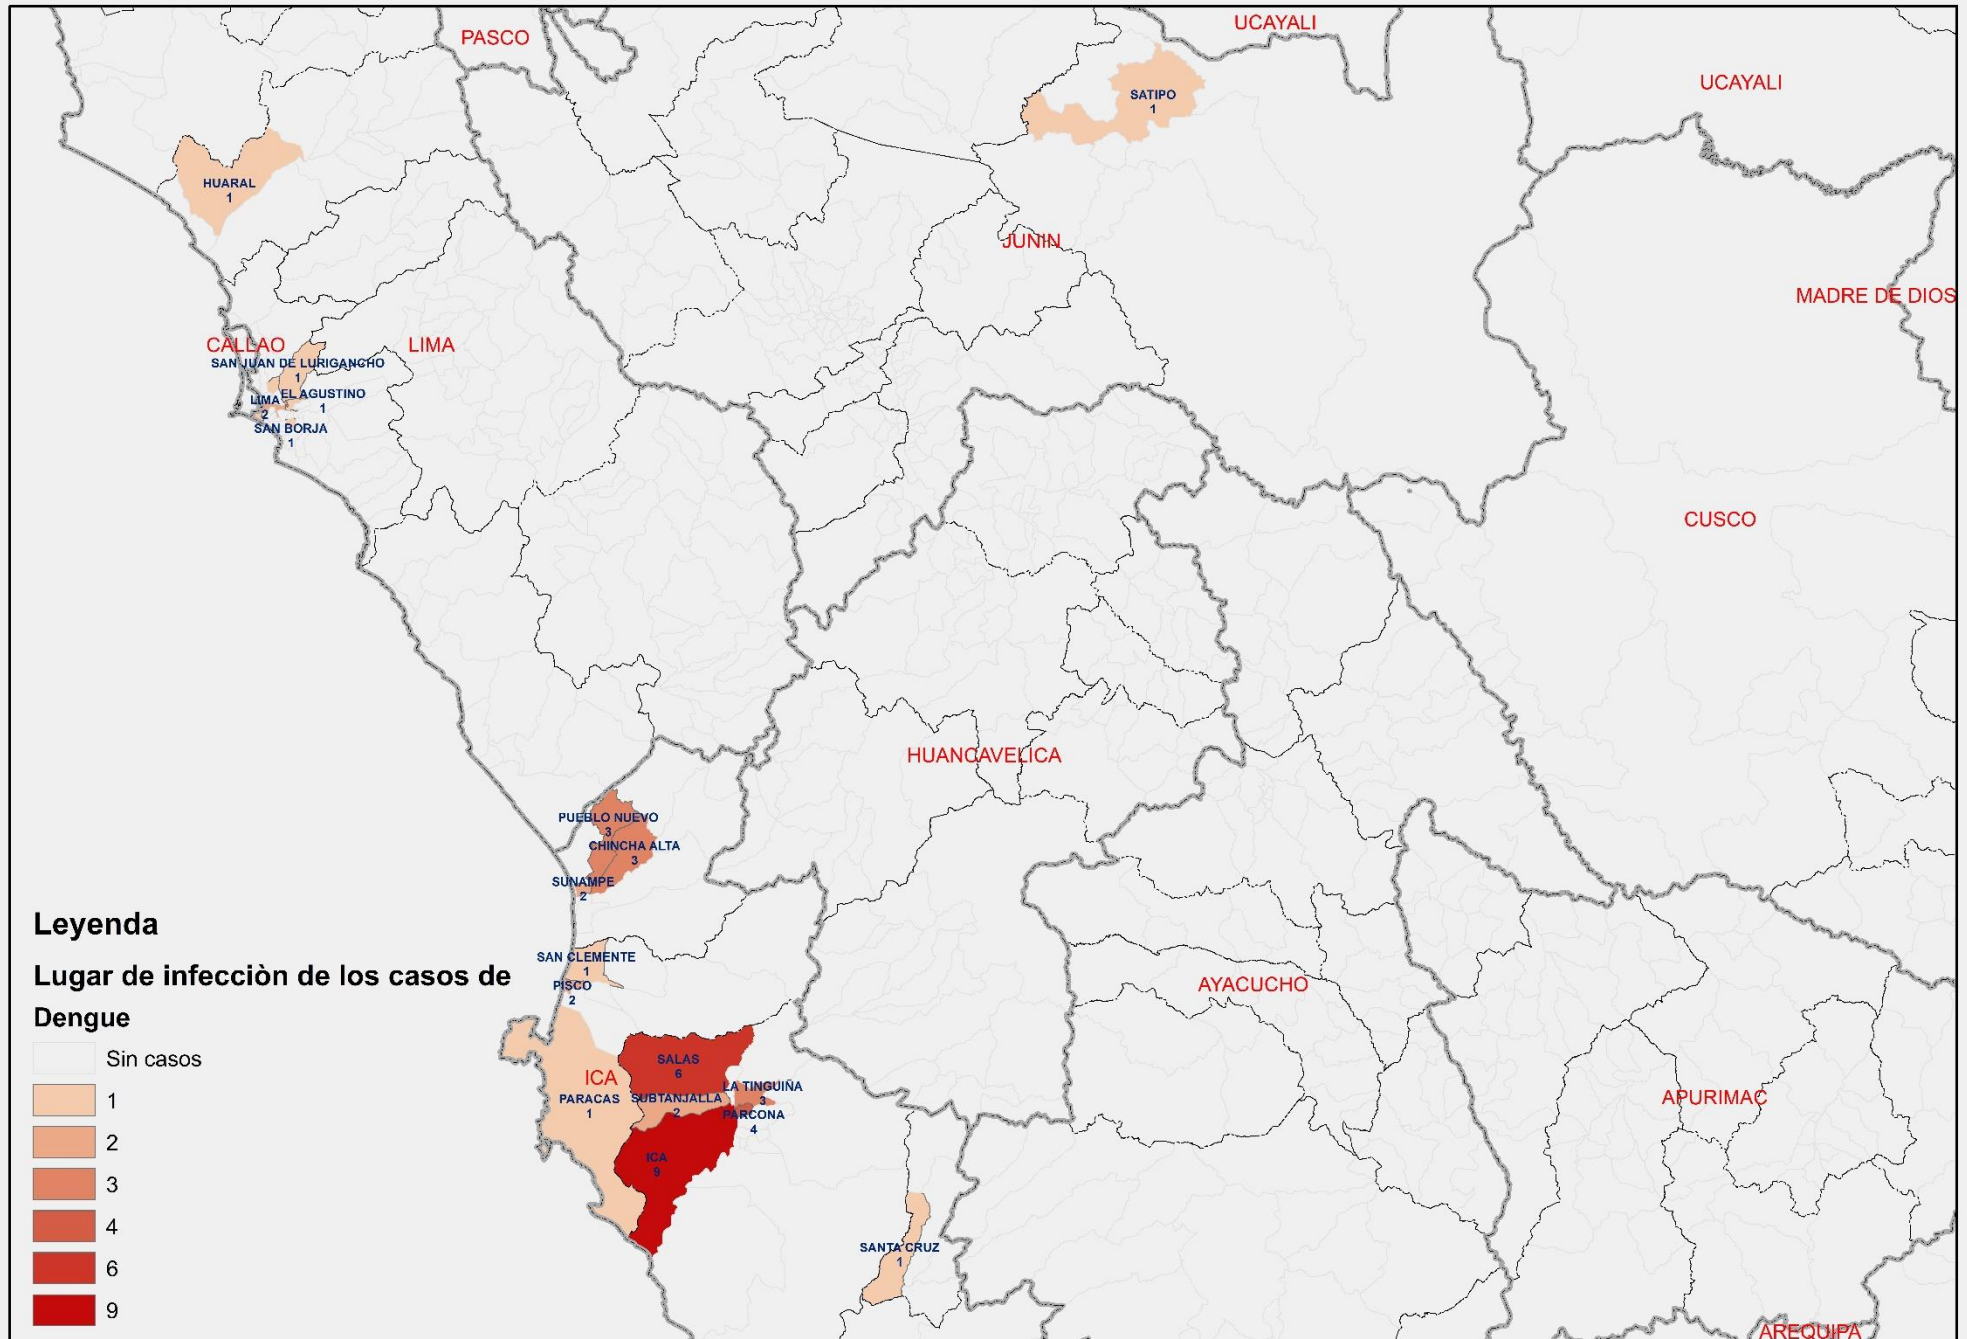 PASCO
UCAYALI
UCAYALI
SATIPO
1
HUARAL
1
JUNIN
MADRE DE DIOS
CALLAO
LIMA
SAN JUAN DE LURIGANCHO
1
EL AGUSTINO
1
LIMA
2
SAN BORJA
1
CUSCO
HUANCAVELICA
PUEBLO NUEVO
3
CHINCHA ALTA
3
SUNAMPE
2
SAN CLEMENTE
1
PISCO
2
AYACUCHO
SALAS
6
ICA
PARACAS
1
SUBTANJALLA
2
LA TINGUIÑA
3
PARCONA
4
APURIMAC
ICA
9
SANTA CRUZ
1
AREQUIPA
Leyenda
Lugar de infecciòn de los casos de
Dengue
Sin casos
1
2
3
4
6
9